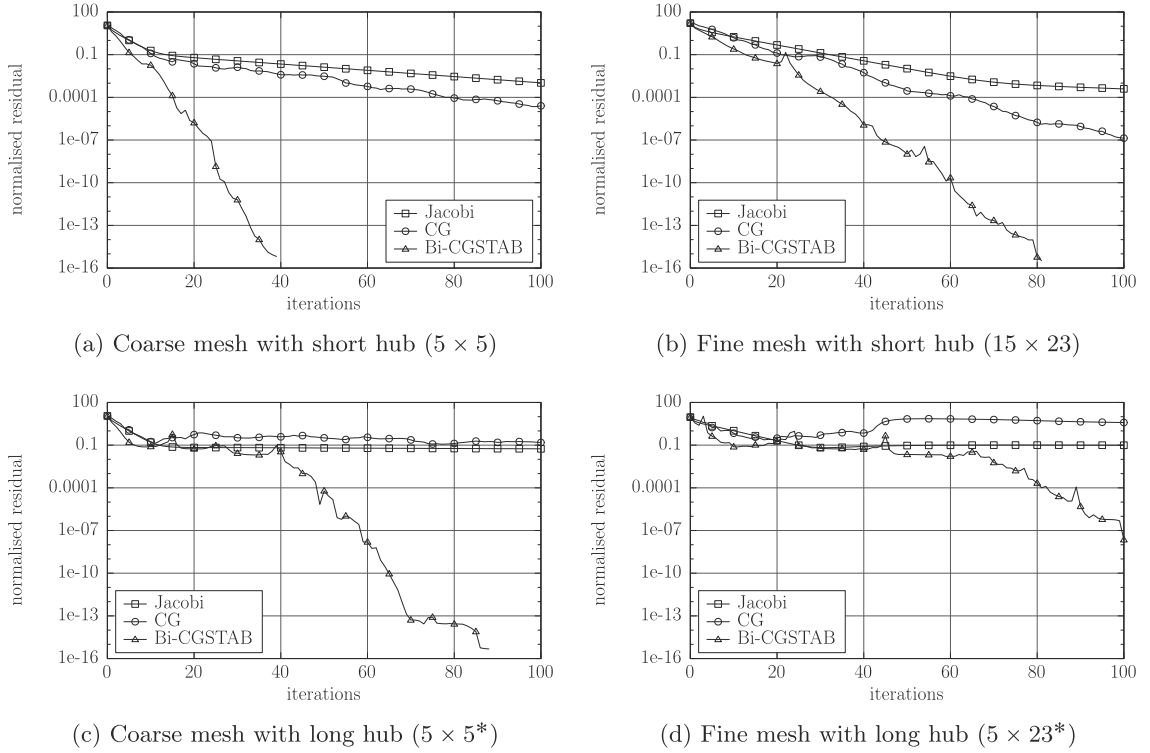 100
0.1
0.0001
1e-07
1e-10
1e-13
1e-16
normalised residual
Jacobi
CG
Bi-CGSTAB
0 20 40 60 80 100
iterations
(a) Coarse mesh with short hub (5 × 5)
100
0.1
0.0001
1e-07
1e-10
1e-13
1e-16
normalised residual
Jacobi
CG
Bi-CGSTAB
0 20 40 60 80 100
iterations
(b) Fine mesh with short hub (15 × 23)
100
0.1
0.0001
1e-07
1e-10
1e-13
1e-16
normalised residual
Jacobi
CG
Bi-CGSTAB
0 20 40 60 80 100
iterations
(c) Coarse mesh with long hub (5 × 5*)
100
0.1
0.0001
1e-07
1e-10
1e-13
1e-16
normalised residual
Jacobi
CG
Bi-CGSTAB
0 20 40 60 80 100
iterations
(d) Fine mesh with long hub (5 × 23*)